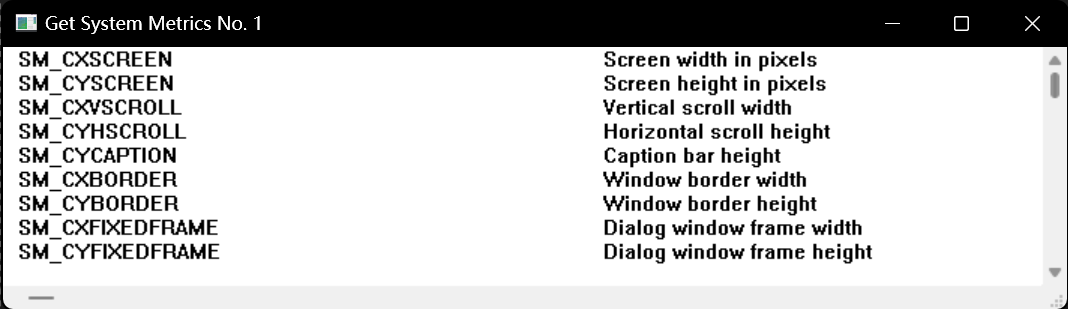 Get System Metrics No. 1
SM_CXSCREEN Screen width in pixels
SM_CYSCREEN Screen height in pixels
SM_CXVSCROLL Vertical scroll width
SM_CYHSCROLL Horizontal scroll height
SM_CYCAPTION Caption bar height
SM_CXBORDER Window border width
SM_CYBORDER Window border height
SM_CXFIXEDFRAME Dialog window frame width
SM_CYFIXEDFRAME Dialog window frame height